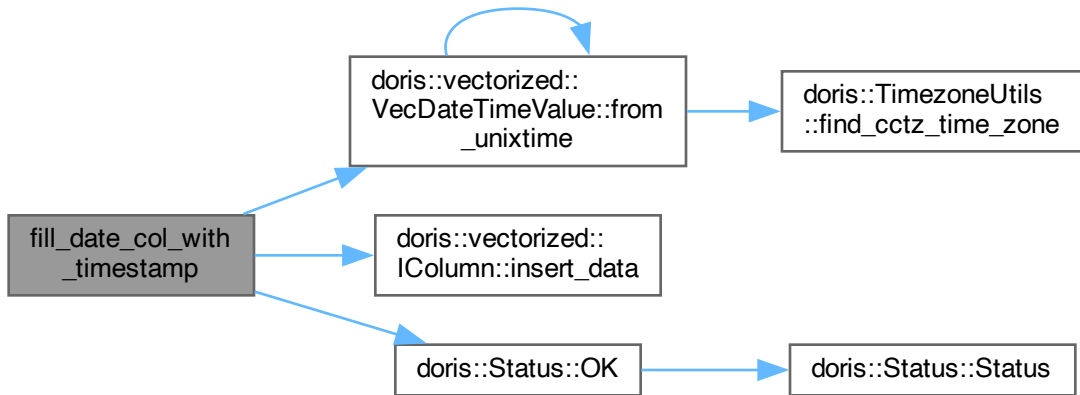 fill_date_col_with
_timestamp
doris::vectorized::
VecDateTimeValue::from
_unixtime
doris::TimezoneUtils
::find_cctz_time_zone
doris::vectorized::
IColumn::insert_data
doris::Status::OK
doris::Status::Status